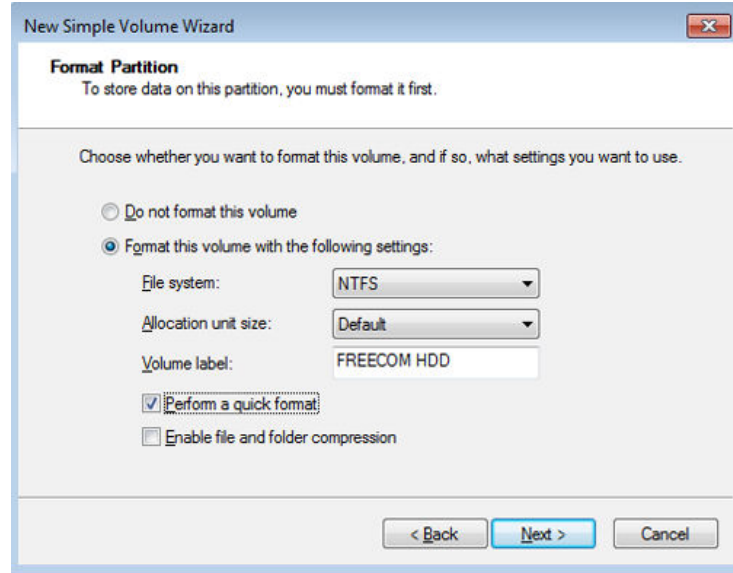 New Simple Volume Wizard
Format Partition
To store data on this partition, you must format it first.
Choose whether you want to format this volume, and if so, what settings you want to use.
Do not format this volume
Format this volume with the following settings:
File system: NTFS
Allocation unit size: Default
Volume label: FREECOM HDD
Perform a quick format
Enable file and folder compression
< Back Next > Cancel